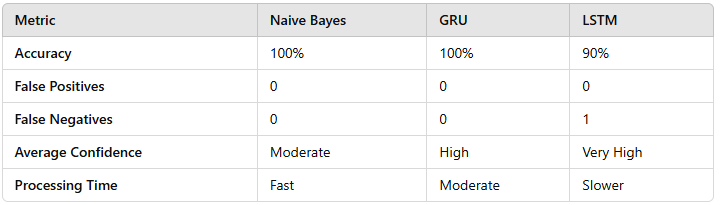 Metric Naive Bayes GRU LSTM
Accuracy 100% 100% 90%
False Positives 0 0 0
False Negatives 0 0 1
Average Confidence Moderate High Very High
Processing Time Fast Moderate Slower